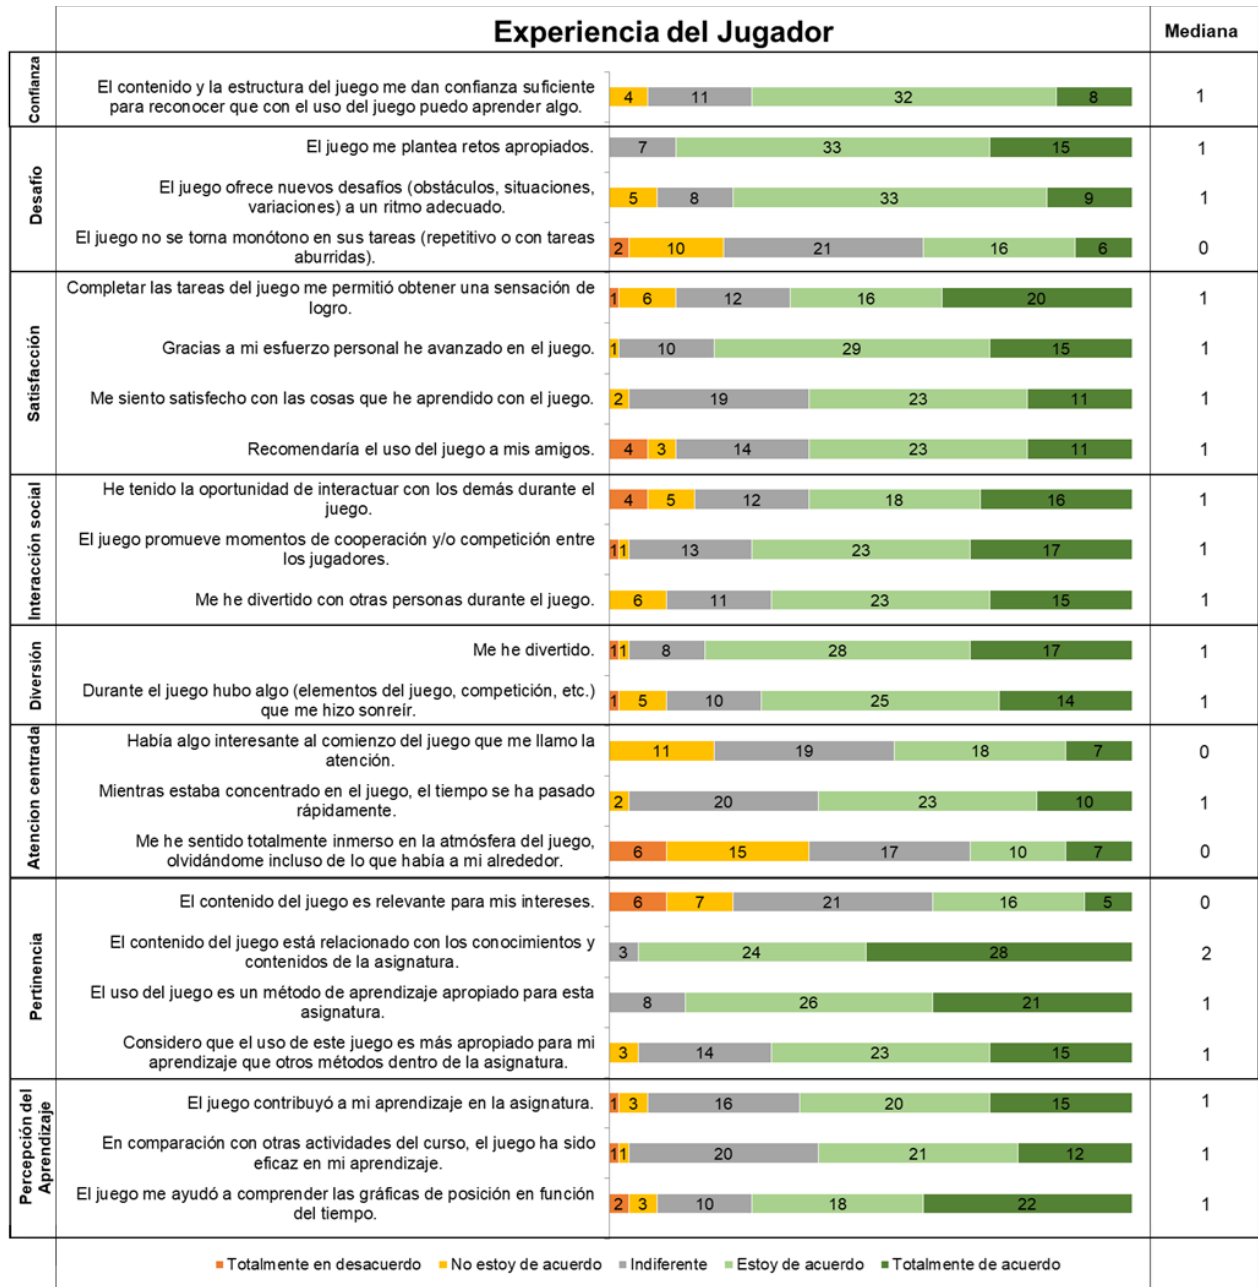 Experiencia del Jugador
Mediana
Confianza
El contenido y la estructura del juego me dan confianza suficiente
para reconocer que con el uso del juego puedo aprender algo.
4 11 32 8
1
Desafío
El juego me plantea retos apropiados.
7 33 15
1
El juego ofrece nuevos desafíos (obstáculos, situaciones,
variaciones) a un ritmo adecuado.
5 8 33 9
1
El juego no se torna monótono en sus tareas (repetitivo o con tareas
aburridas).
2 10 21 16 6
0
Satisfacción
Completar las tareas del juego me permitió obtener una sensación de
logro.
1 6 12 16 20
1
Gracias a mi esfuerzo personal he avanzado en el juego.
1 10 29 15
1
Me siento satisfecho con las cosas que he aprendido con el juego.
2 19 23 11
1
Recomendaría el uso del juego a mis amigos.
4 3 14 23 11
1
Interacción social
He tenido la oportunidad de interactuar con los demás durante el
juego.
4 5 12 18 16
1
El juego promueve momentos de cooperación y/o competición entre
los jugadores.
1 1 13 23 17
1
Me he divertido con otras personas durante el juego.
6 11 23 15
1
Diversión
Me he divertido.
1 1 8 28 17
1
Durante el juego hubo algo (elementos del juego, competición, etc.)
que me hizo sonreír.
1 5 10 25 14
1
Atencion centrada
Había algo interesante al comienzo del juego que me llamo la
atención.
11 19 18 7
0
Mientras estaba concentrado en el juego, el tiempo se ha pasado
rápidamente.
2 20 23 10
1
Me he sentido totalmente inmerso en la atmósfera del juego,
olvidándome incluso de lo que había a mi alrededor.
6 15 17 10 7
0
Pertinencia
El contenido del juego es relevante para mis intereses.
6 7 21 16 5
0
El contenido del juego está relacionado con los conocimientos y
contenidos de la asignatura.
3 24 28
2
El uso del juego es un método de aprendizaje apropiado para esta
asignatura.
8 26 21
1
Considero que el uso de este juego es más apropiado para mi
aprendizaje que otros métodos dentro de la asignatura.
3 14 23 15
1
Percepción del
Aprendizaje
El juego contribuyó a mi aprendizaje en la asignatura.
1 3 16 20 15
1
En comparación con otras actividades del curso, el juego ha sido
eficaz en mi aprendizaje.
1 1 20 21 12
1
El juego me ayudó a comprender las gráficas de posición en función
del tiempo.
2 3 10 18 22
1
Totalmente en desacuerdo No estoy de acuerdo Indiferente Estoy de acuerdo Totalmente de acuerdo